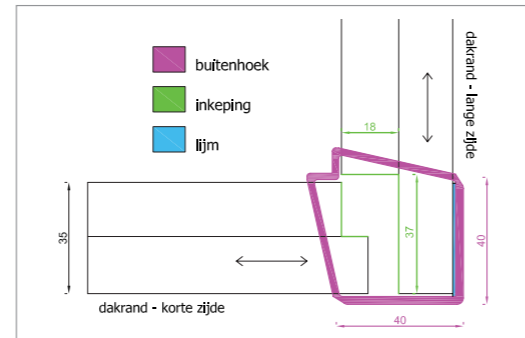 buitenhoek
inkeping
lijm
dakrand - lange zijde
18
35
37
40
dakrand - korte zijde
40